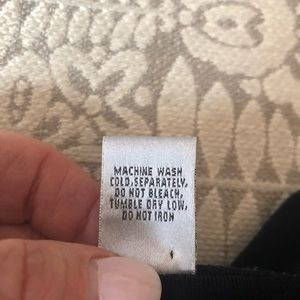 MACHINE WASH
COLD,SEPARATELY,
DO NOT BLEACH,
TUMBLE DRY LOW,
DO NOT IRON